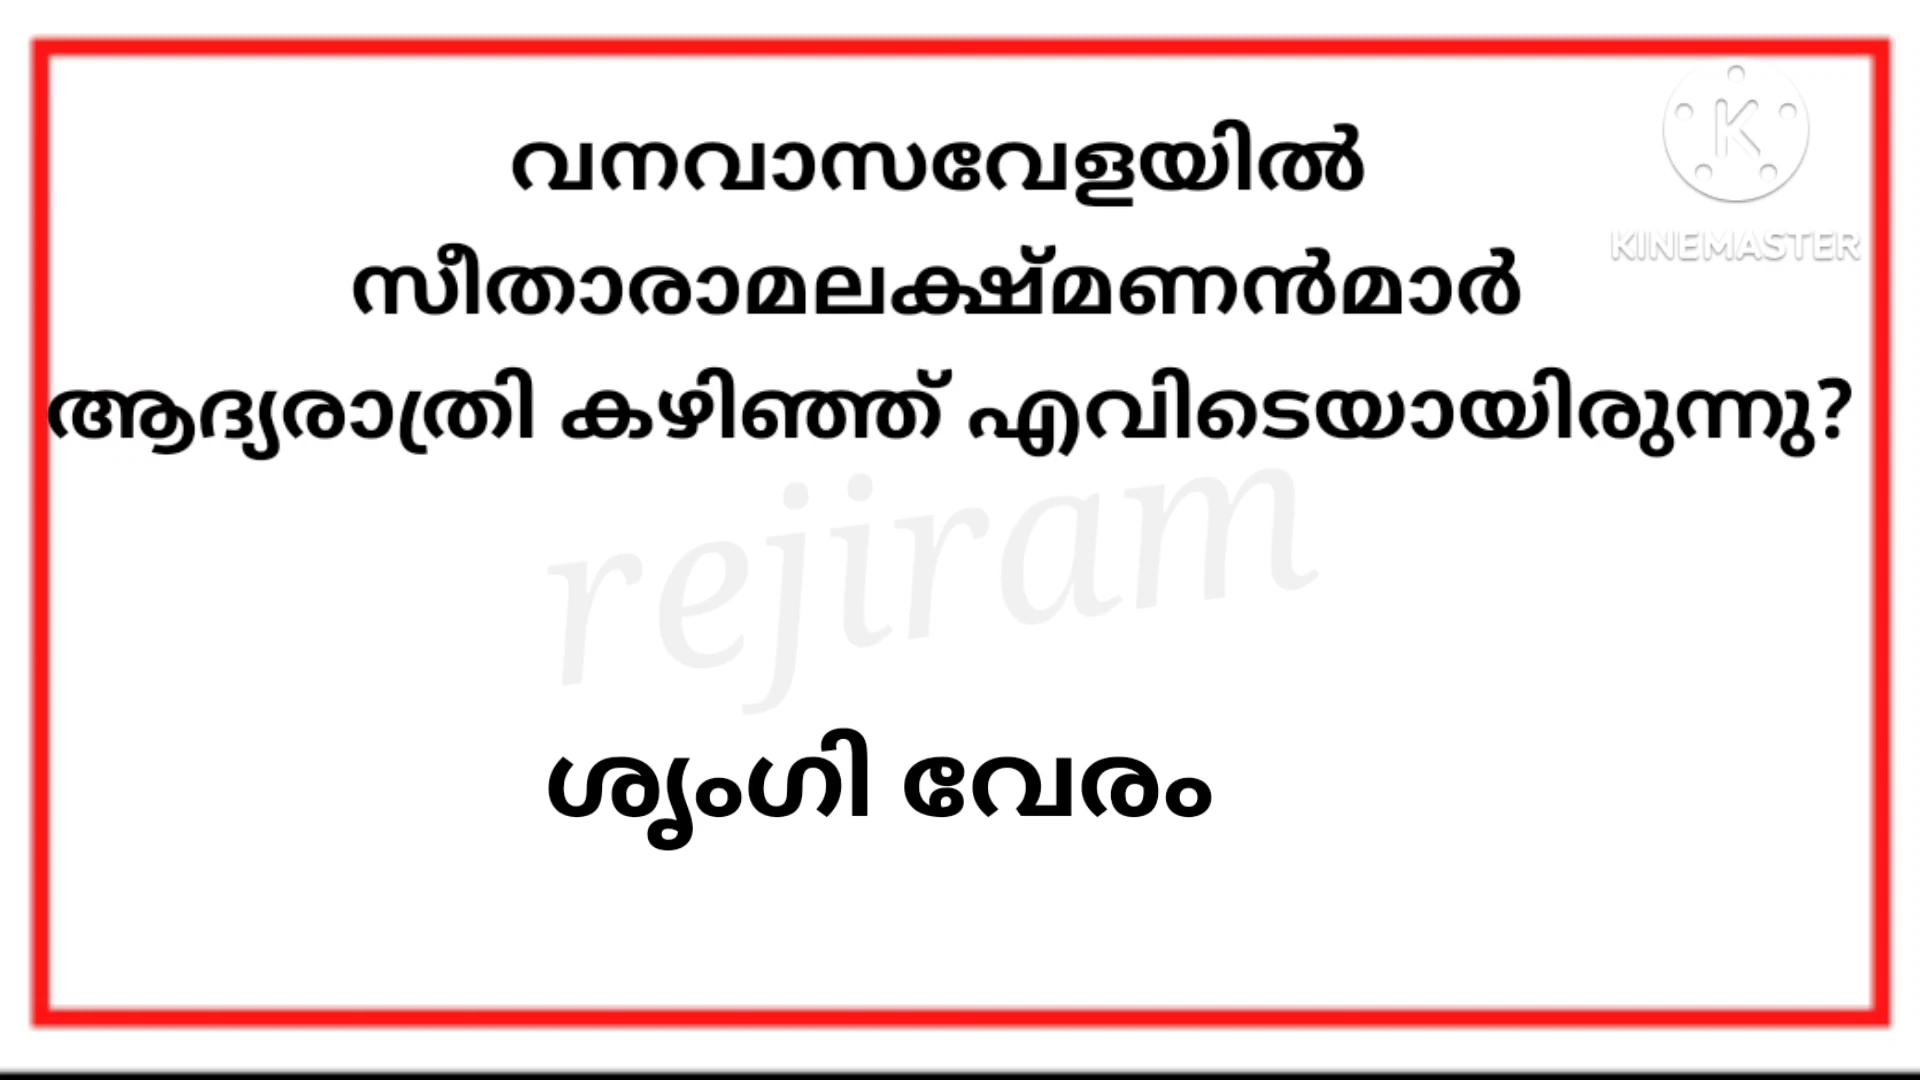 വനവാസവേളയിൽ
സീതാരാമലക്ഷ്മണൻമാർ
ആദ്യരാത്രി കഴിഞ്ഞ് എവിടെയായിരുന്നു?
rejiram
ശൃംഗി വേരം
K
KINEMASTER